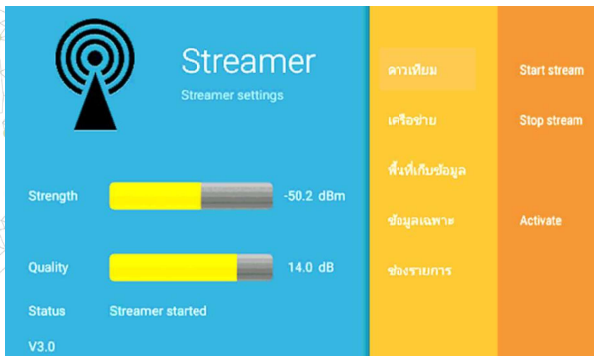 Streamer
Streamer settings
Strength -50.2 dBm
Quality 14.0 dB
Status Streamer started
V3.0
ดาวเทียม
เครือข่าย
พื้นที่เก็บข้อมูล
ข้อมูลเฉพาะ
ช่องรายการ
Start stream
Stop stream
Activate